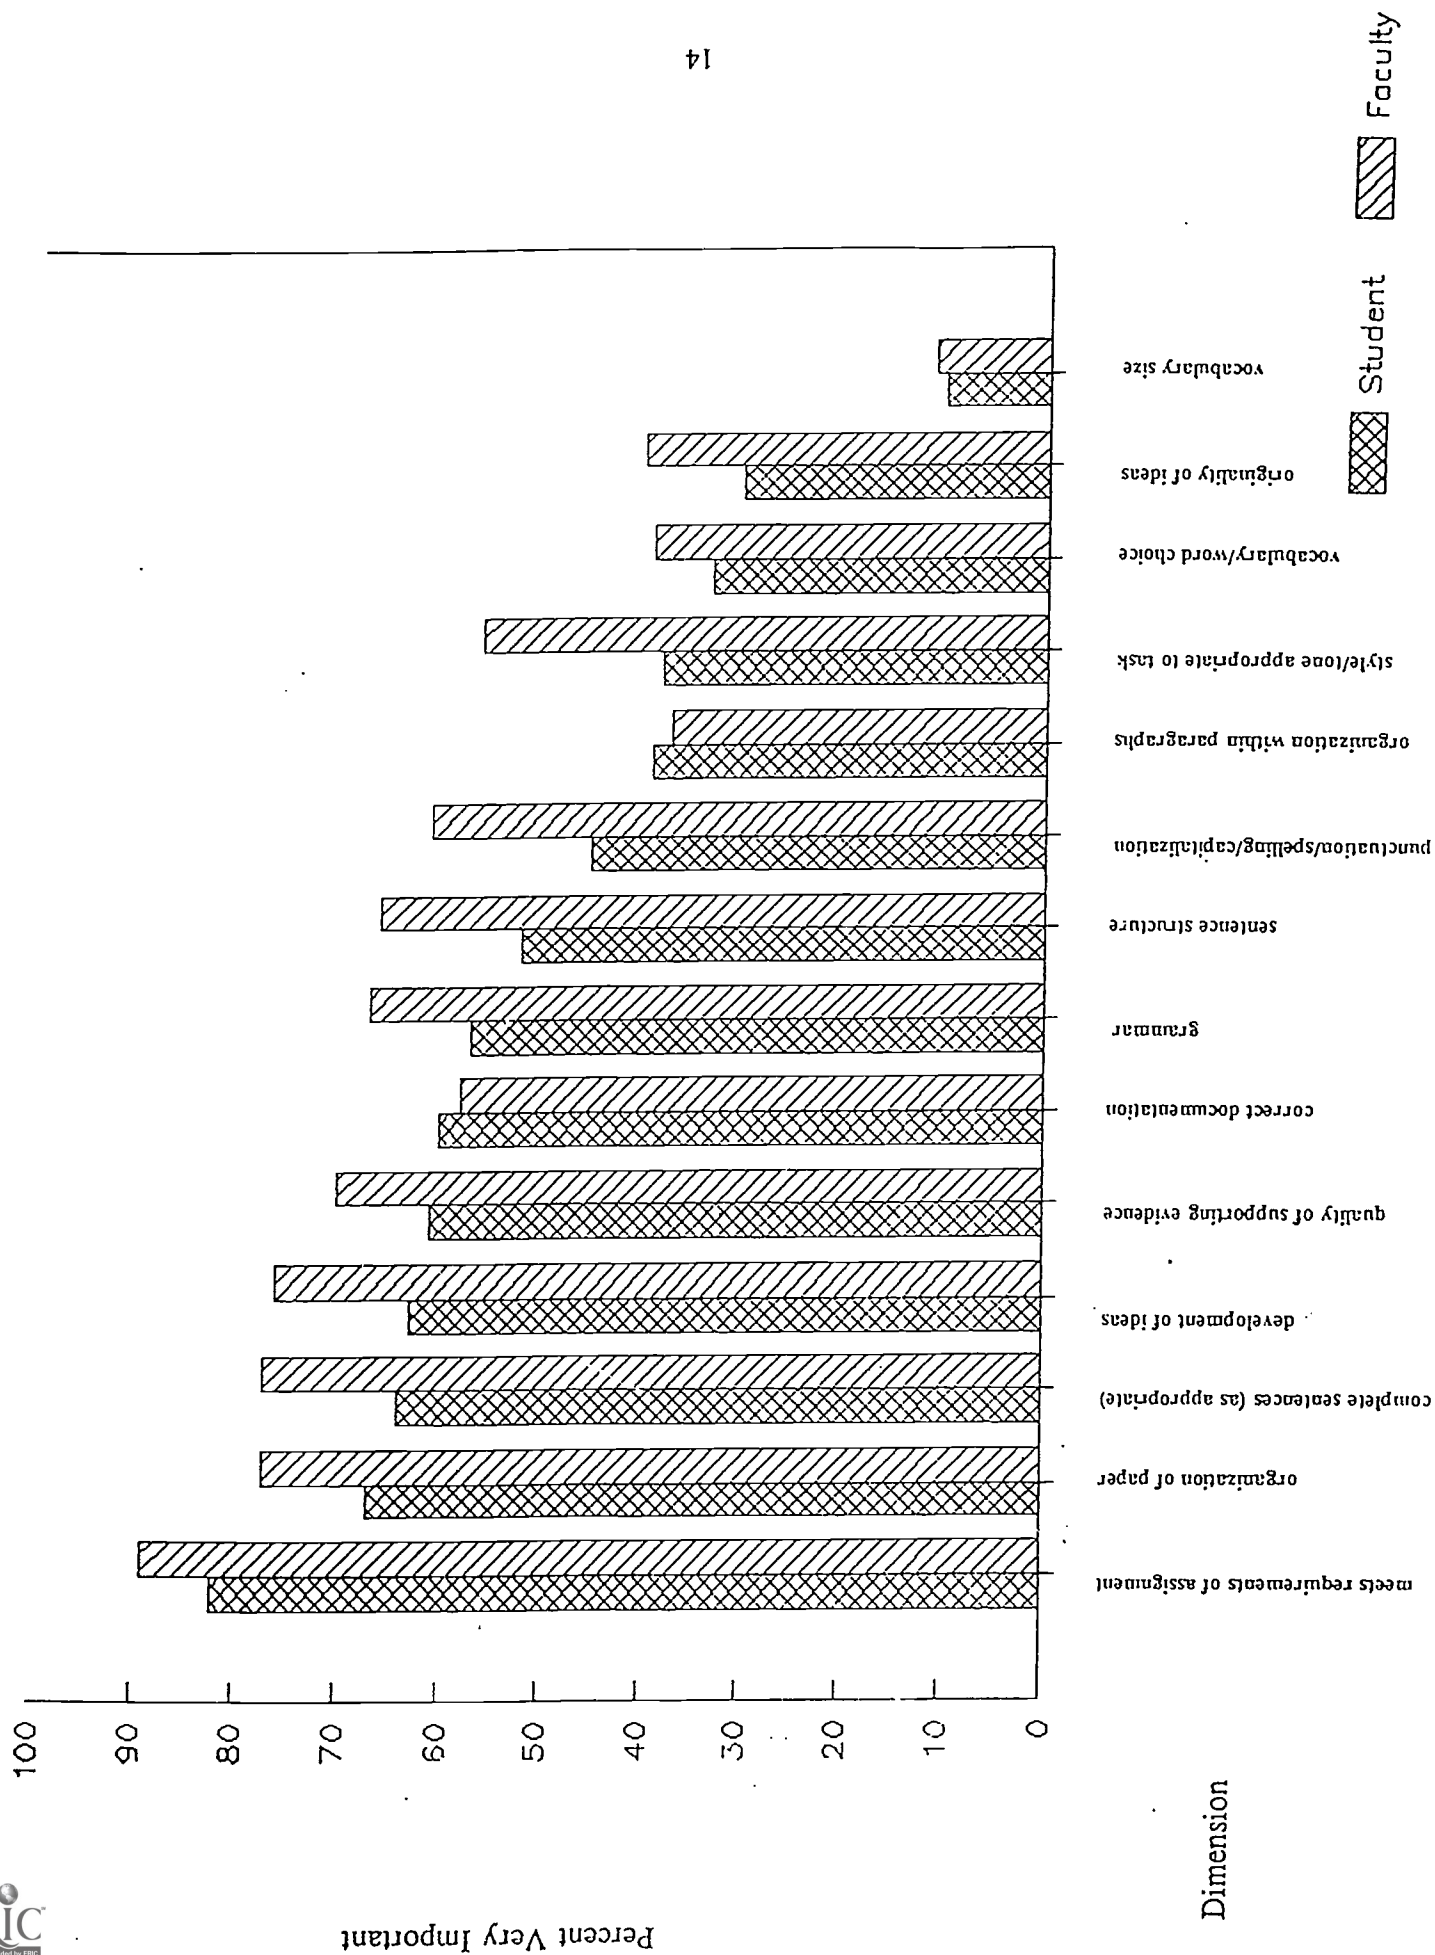 14
Percent Very Important
100
90
80
70
60
50
40
30
20
10
0
Dimension
meets requirements of assignment
organization of paper
complete sentences (as appropriate)
development of ideas
quality of supporting evidence
correct documentation
grammar
sentence structure
punctuation/spelling/capitalization
organization within paragraphs
style/tone appropriate to task
vocabulary/word choice
originality of ideas
vocabulary size
Student
Faculty